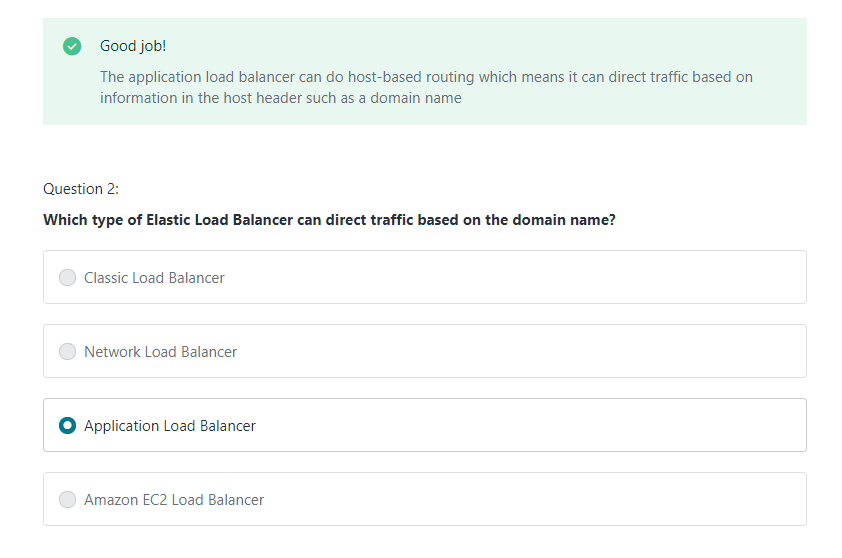 Good job!
The application load balancer can do host-based routing which means it can direct traffic based on
information in the host header such as a domain name
Question 2:
Which type of Elastic Load Balancer can direct traffic based on the domain name?
Classic Load Balancer
Network Load Balancer
Application Load Balancer
Amazon EC2 Load Balancer